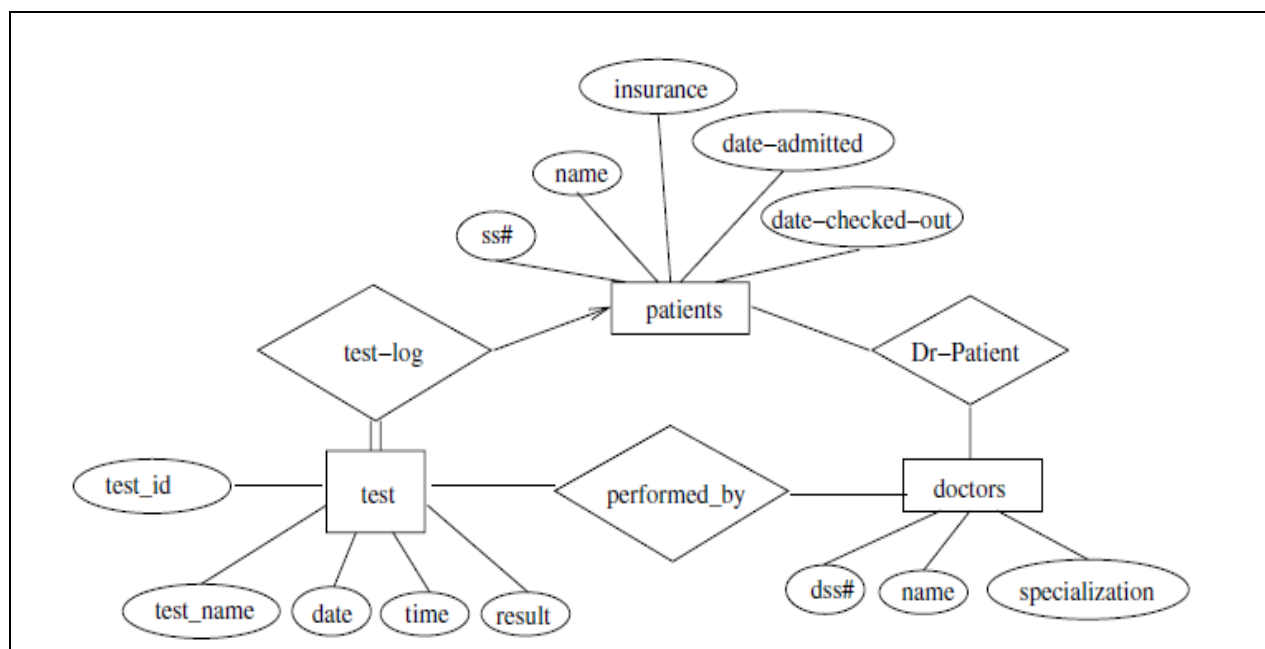 insurance
date-admitted
name
date-checked-out
ss#
patients
test-log
Dr-Patient
test_id
test
performed_by
doctors
test_name
date
time
result
dss#
name
specialization